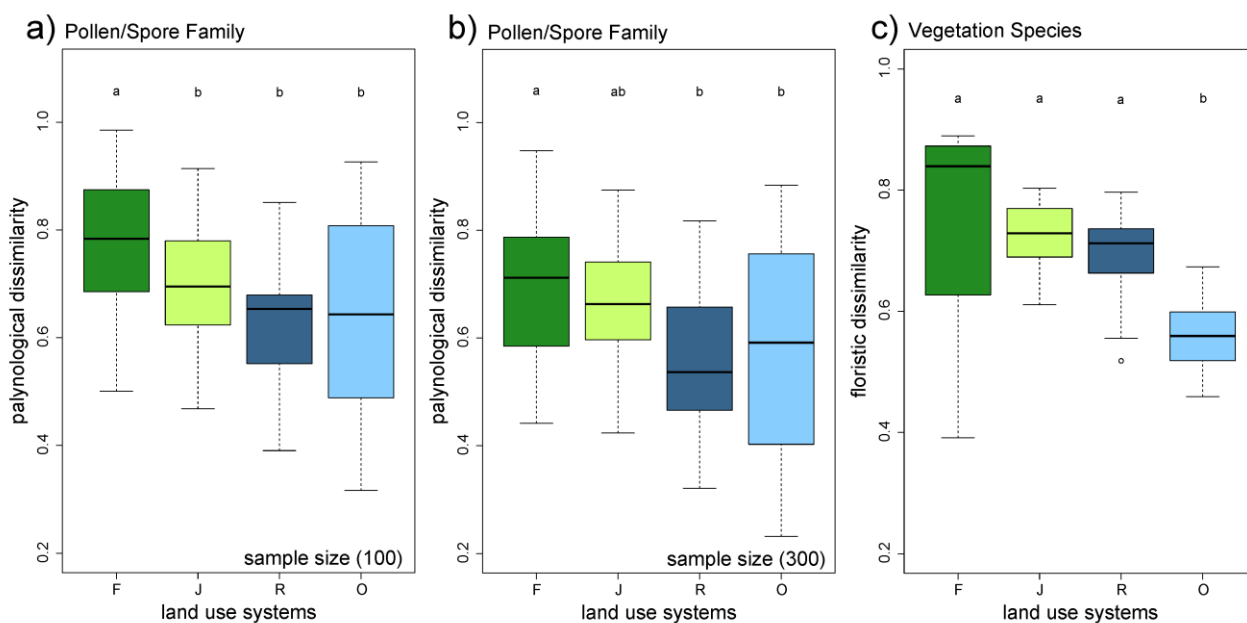 a) Pollen/Spore Family
a b b b
palynological dissimilarity
1.0
0.8
0.6
0.4
0.2
sample size (100)
F J R O
land use systems
b) Pollen/Spore Family
a ab b b
palynological dissimilarity
1.0
0.8
0.6
0.4
0.2
sample size (300)
F J R O
land use systems
c) Vegetation Species
a a a b
floristic dissimilarity
1.0
0.8
0.6
0.4
0.2
F J R O
land use systems